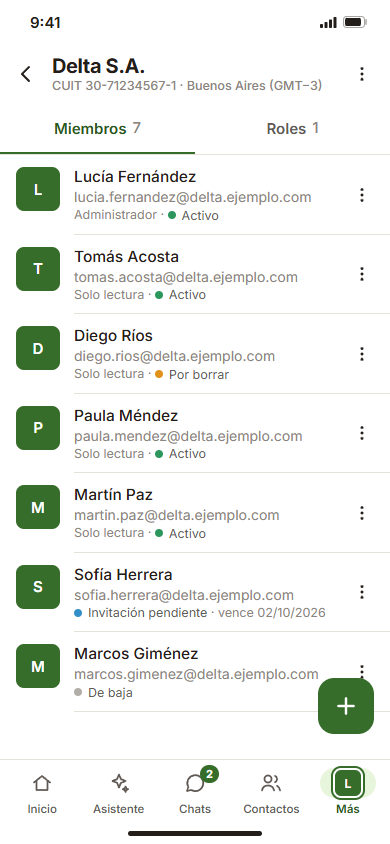 9:41
Delta S.A.
CUIT 30-71234567-1 · Buenos Aires (GMT−3)
Miembros 7
Roles 1
L
Lucía Fernández
lucia.fernandez@delta.ejemplo.com
Administrador · Activo
T
Tomás Acosta
tomas.acosta@delta.ejemplo.com
Solo lectura · Activo
D
Diego Ríos
diego.rios@delta.ejemplo.com
Solo lectura · Por borrar
P
Paula Méndez
paula.mendez@delta.ejemplo.com
Solo lectura · Activo
M
Martín Paz
martin.paz@delta.ejemplo.com
Solo lectura · Activo
S
Sofía Herrera
sofia.herrera@delta.ejemplo.com
Invitación pendiente · vence 02/10/2026
M
Marcos Giménez
marcos.gimenez@delta.ejemplo.com
De baja
2
L
Inicio
Asistente
Chats
Contactos
Más